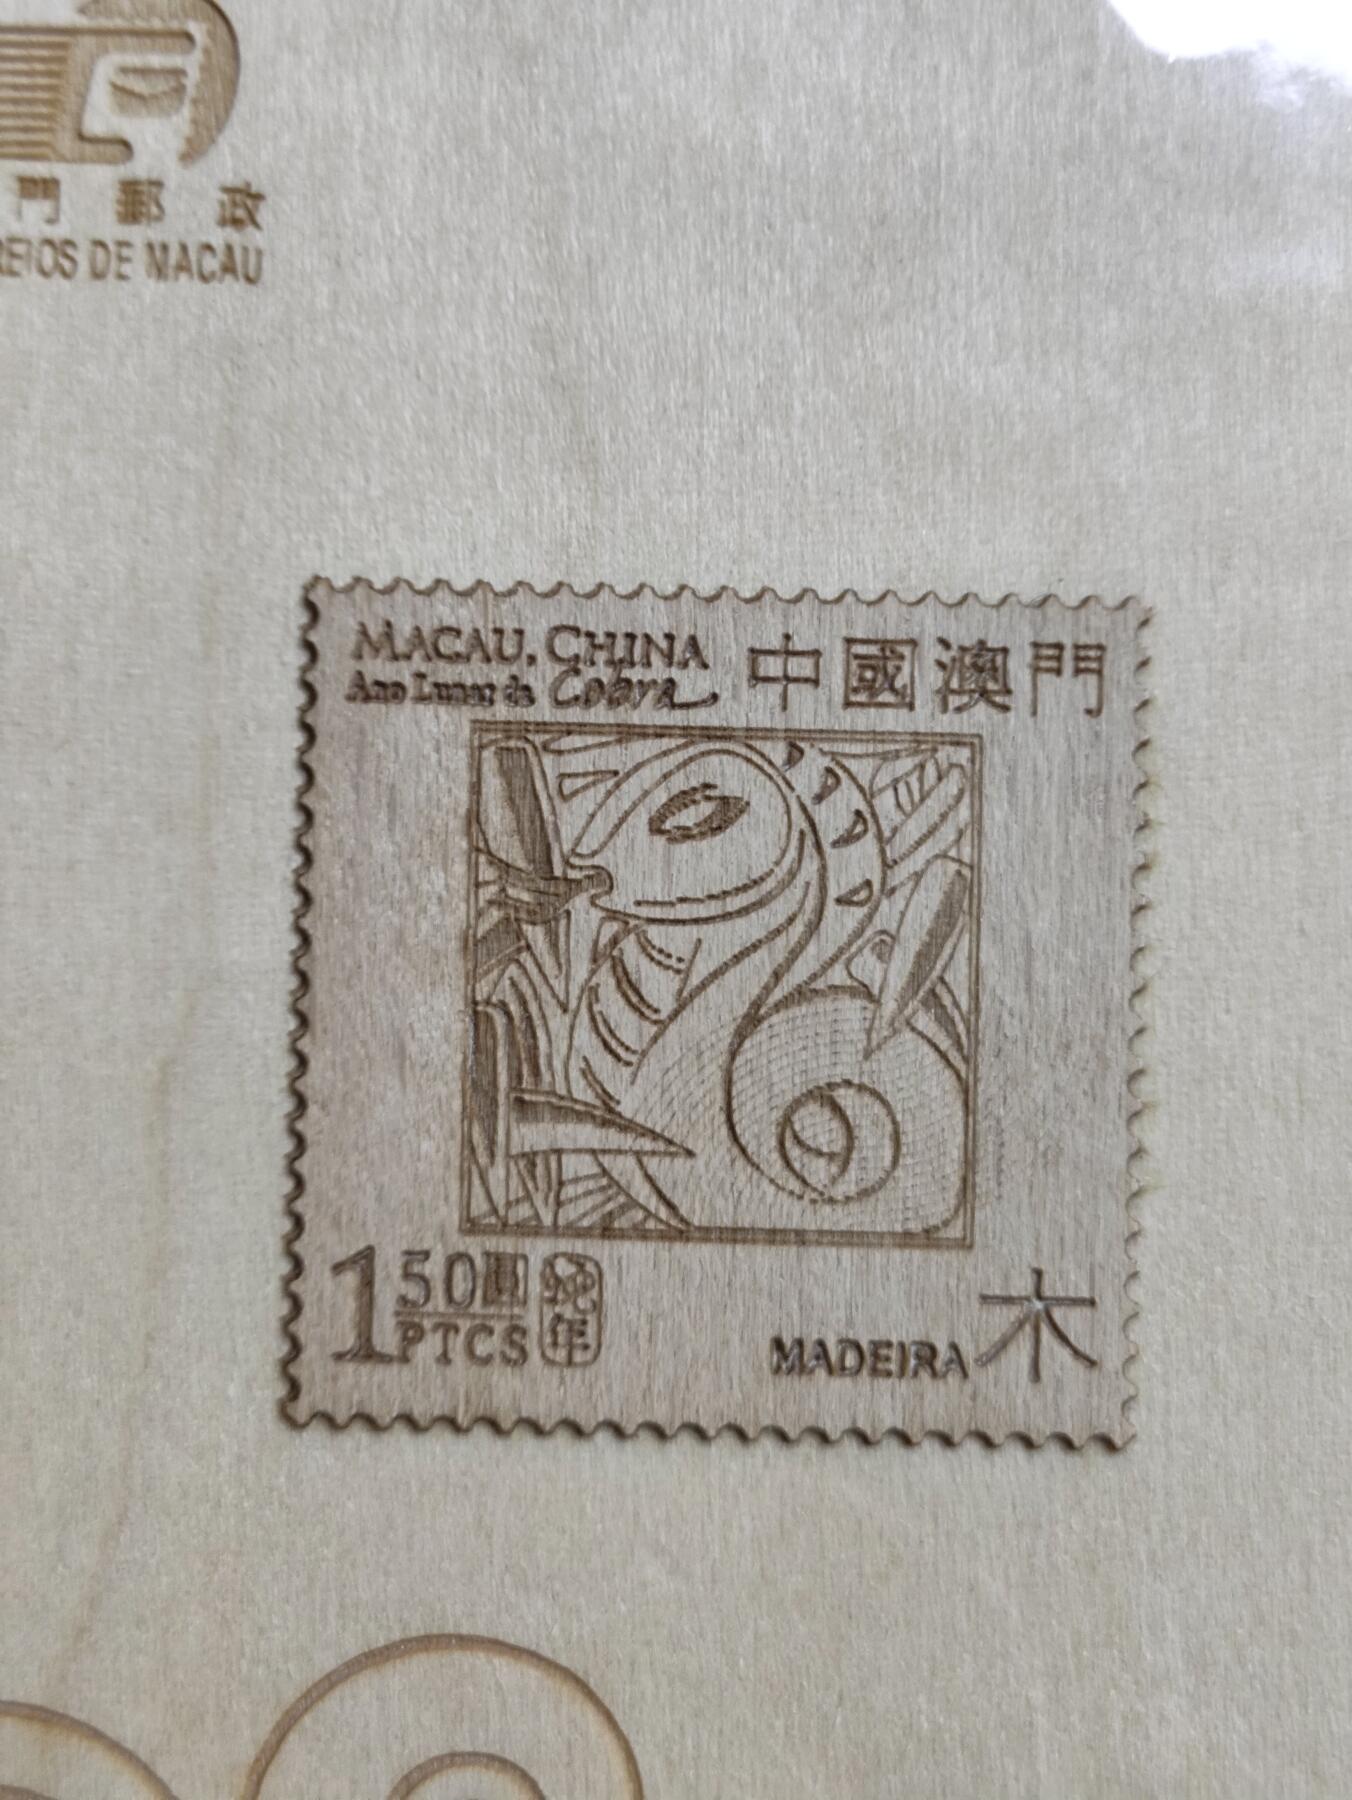 門郵政
REIOS DE MACAU
MACAU, CHINA 中國澳門
Ano Lunar da Cobra
1 50圓 蛇年
PTCS
MADEIRA 木